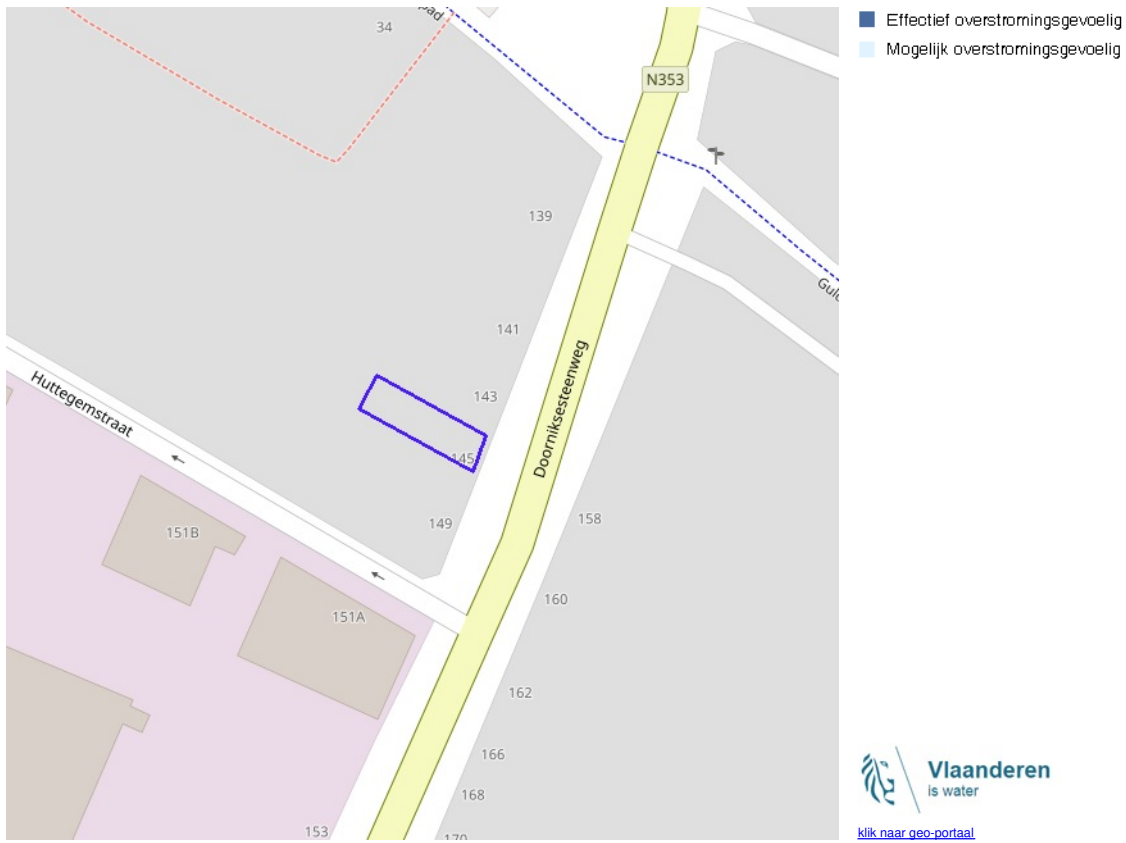 Effectief overstromingsgevoelig
Mogelijk overstromingsgevoelig
34
N353
139
141
143
145
149
Doorniksesteenweg
Huttegemstraat
151B
151A
158
160
162
166
168
170
153
Vlaanderen
is water
klik naar geo-portaal